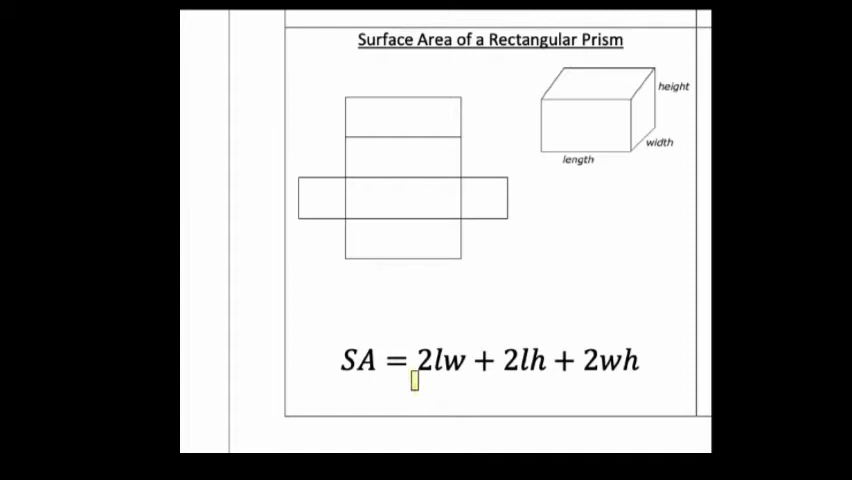 Surface Area of a Rectangular Prism
height
width
length
SA = 2lw + 2lh + 2wh